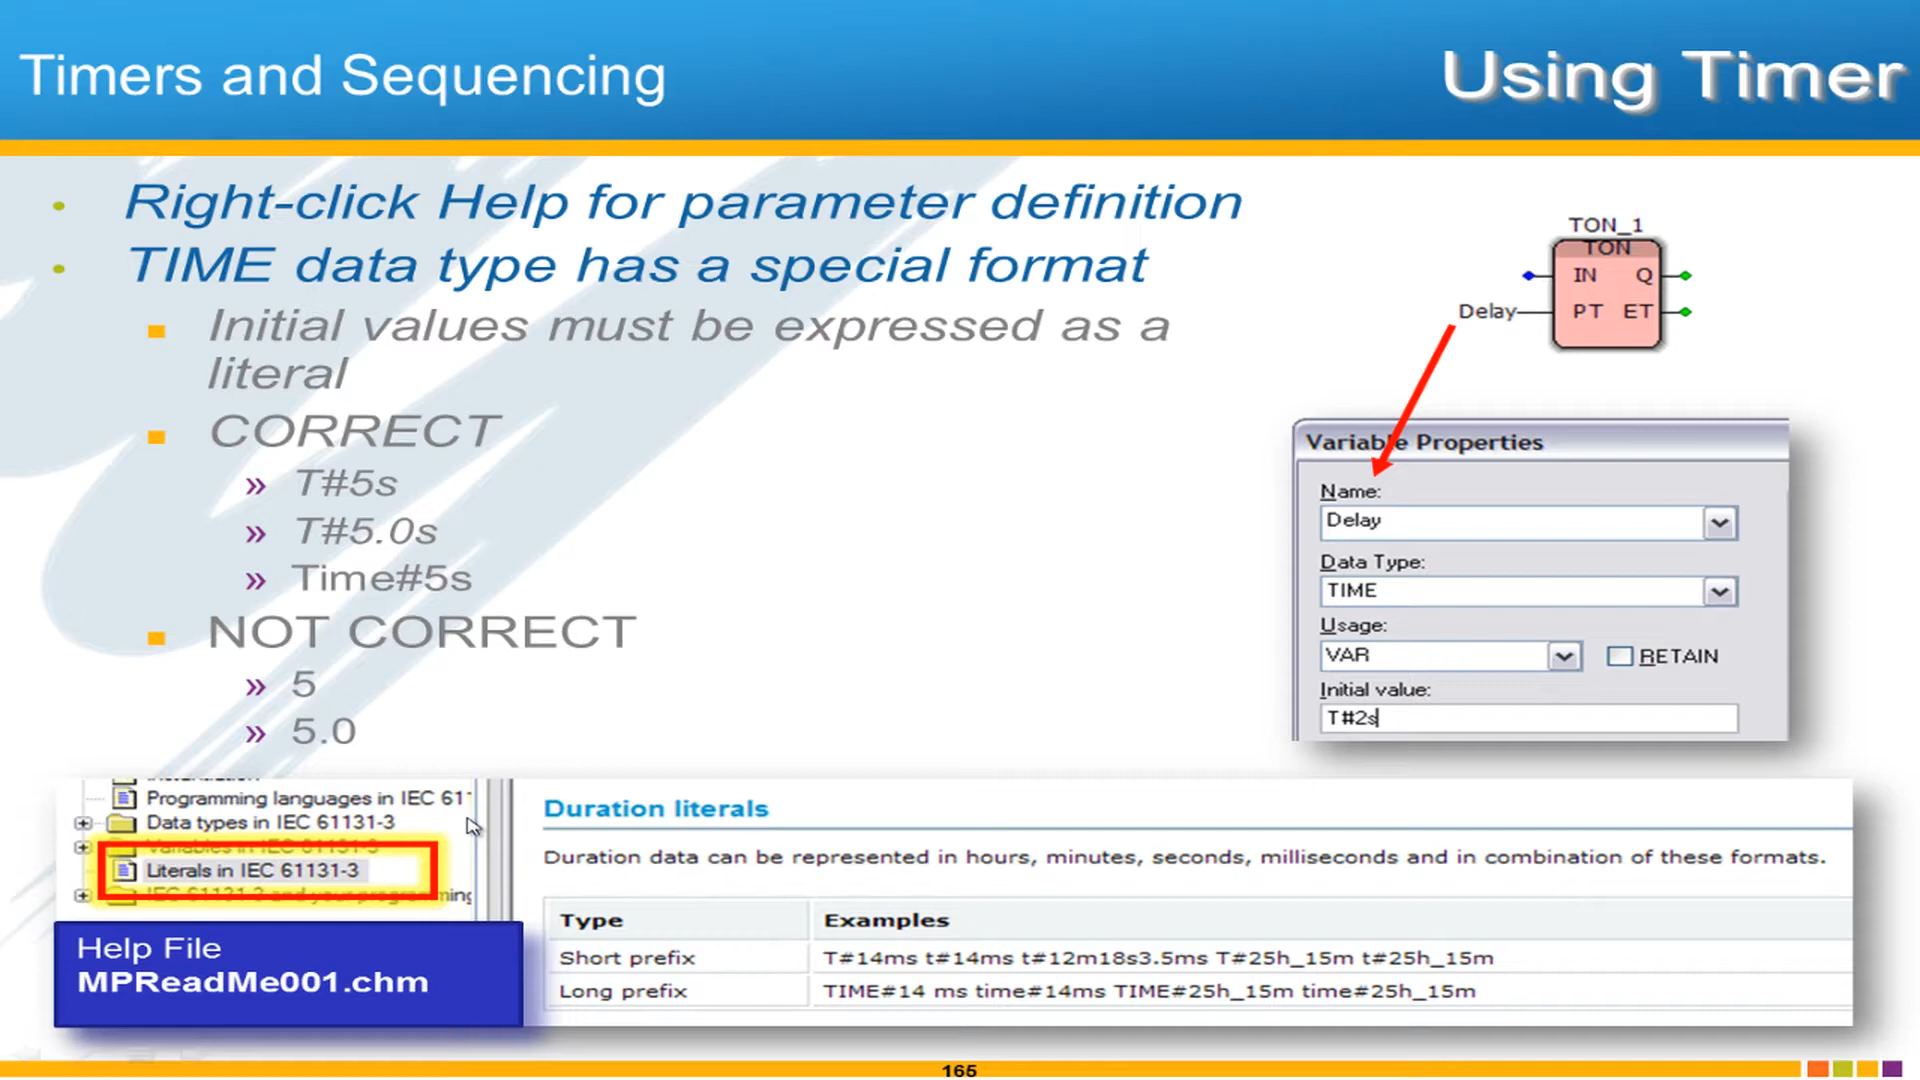 Timers and Sequencing
Using Timer
Right-click Help for parameter definition
TIME data type has a special format
Initial values must be expressed as a
literal
CORRECT
» T#5s
» T#5.0s
» Time#5s
NOT CORRECT
» 5
» 5.0
TON_1
TON
IN Q
Delay PT ET
Variable Properties
Name:
Delay
Data Type:
TIME
Usage:
VAR
RETAIN
Initial value:
T#2s
Programming languages in IEC 611
Data types in IEC 61131-3
Variables in IEC 61131-3
Literals in IEC 61131-3
IEC 61131-3 and your programming
Help File
MPReadMe001.chm
Duration literals
Duration data can be represented in hours, minutes, seconds, milliseconds and in combination of these formats.
Type Examples
Short prefix T#14ms t#14ms t#12m18s3.5ms T#25h_15m t#25h_15m
Long prefix TIME#14 ms time#14ms TIME#25h_15m time#25h_15m
165